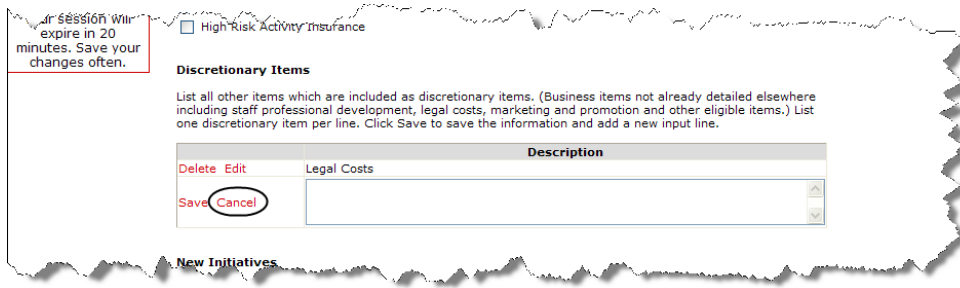 ur session will
expire in 20
minutes. Save your
changes often.
High Risk Activity Insurance
Discretionary Items
List all other items which are included as discretionary items. (Business items not already detailed elsewhere
including staff professional development, legal costs, marketing and promotion and other eligible items.) List
one discretionary item per line. Click Save to save the information and add a new input line.
Description
Delete Edit Legal Costs
Save Cancel
New Initiatives